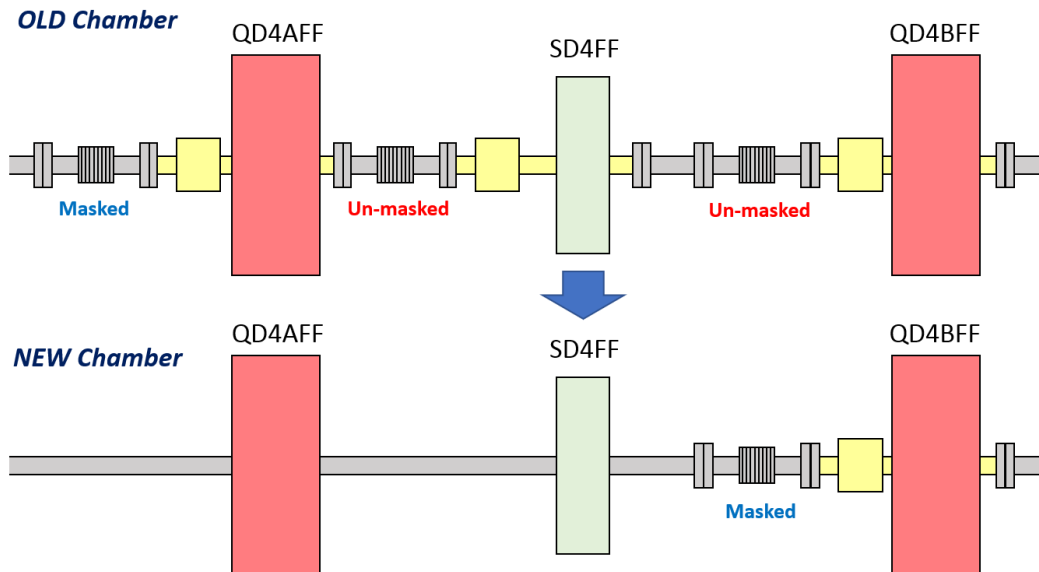 OLD Chamber
QD4AFF
SD4FF
QD4BFF
Masked
Un-masked
Un-masked
NEW Chamber
QD4AFF
SD4FF
QD4BFF
Masked